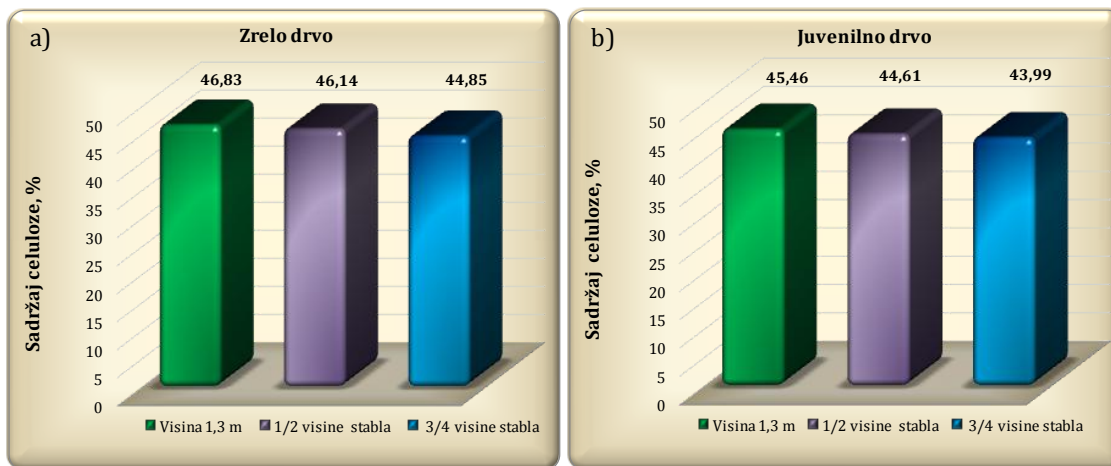 a)
Zrelo drvo
46,83 46,14 44,85
Sadržaj celuloze, %
50
45
40
35
30
25
20
15
10
5
0
Visina 1,3 m 1/2 visine stabla 3/4 visine stabla
b)
Juvenilno drvo
45,46 44,61 43,99
Sadržaj celuloze, %
50
45
40
35
30
25
20
15
10
5
0
Visina 1,3 m 1/2 visine stabla 3/4 visine stabla